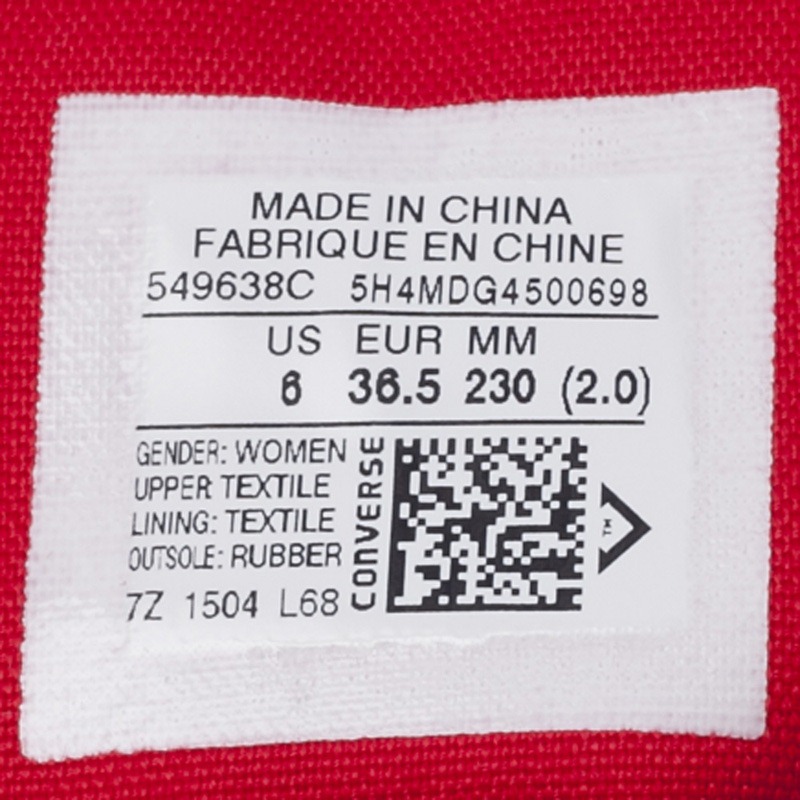 MADE IN CHINA
FABRIQUE EN CHINE
549638C 5H4MDG4500698
US EUR MM
6 36.5 230 (2.0)
GENDER: WOMEN
UPPER TEXTILE
LINING: TEXTILE
OUTSOLE: RUBBER
7Z 1504 L68
CONVERSE
TM